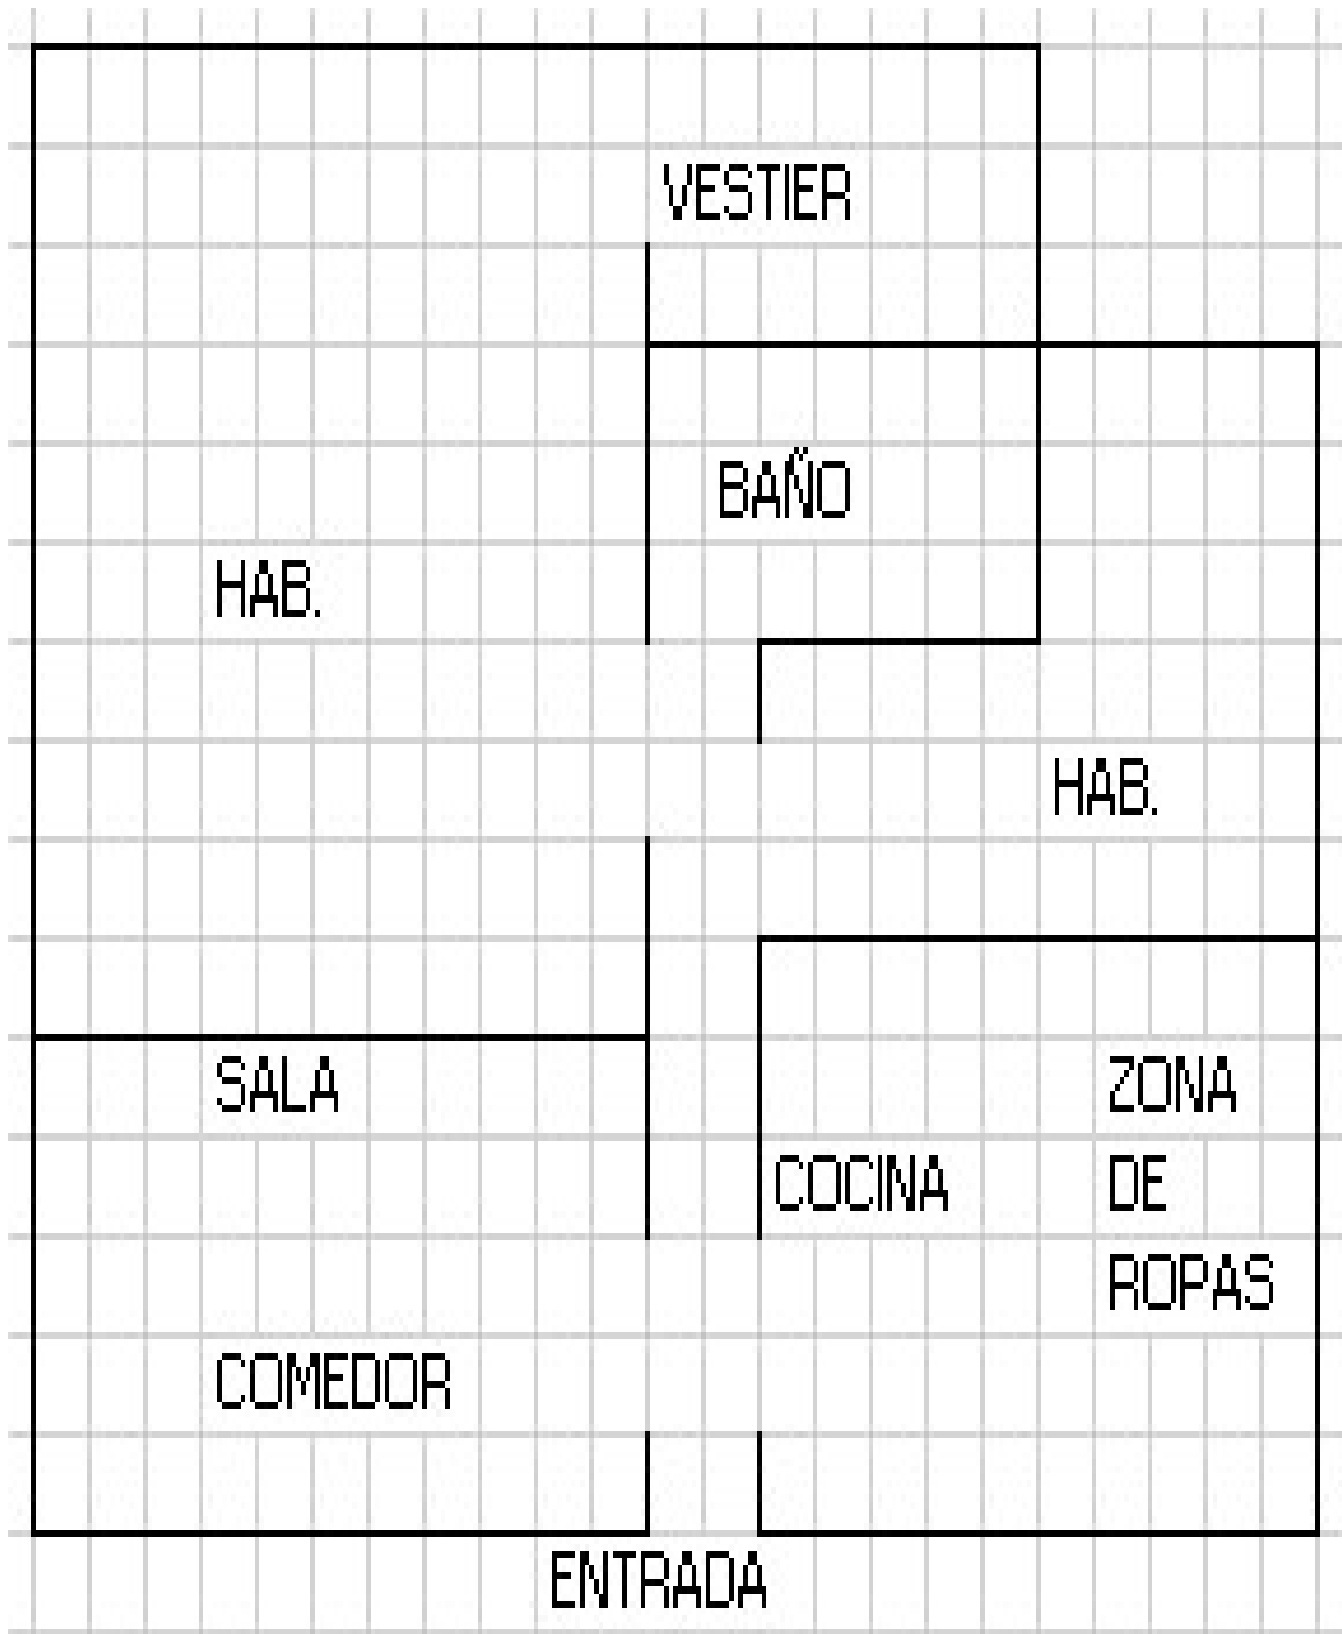 VESTIER
BAÑO
HAB.
HAB.
SALA
ZONA
COCINA
DE
ROPAS
COMEDOR
ENTRADA